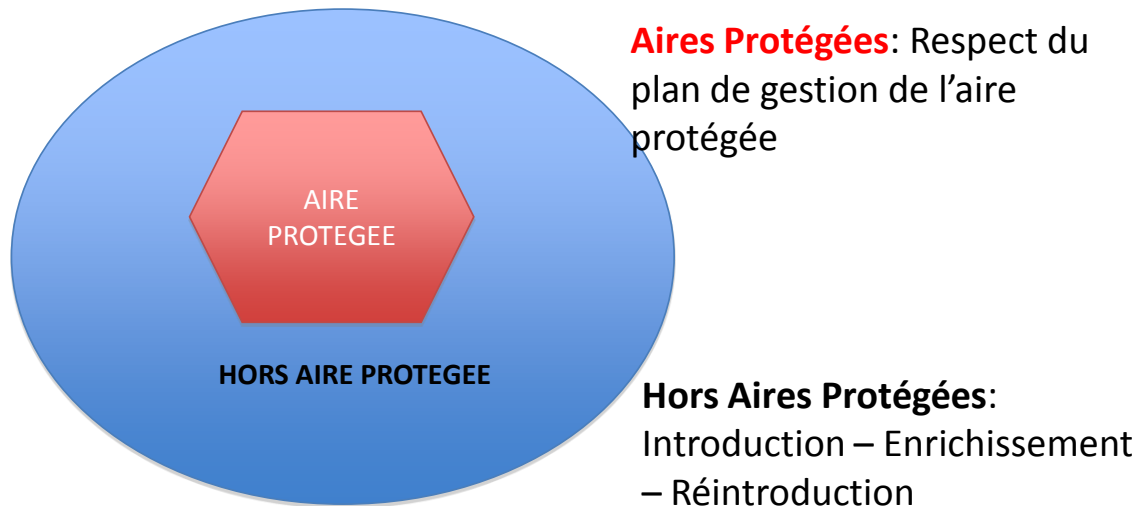 Aires Protégées: Respect du
plan de gestion de l’aire
protégée
AIRE
PROTEGEE
HORS AIRE PROTEGEE
Hors Aires Protégées:
Introduction – Enrichissement
– Réintroduction